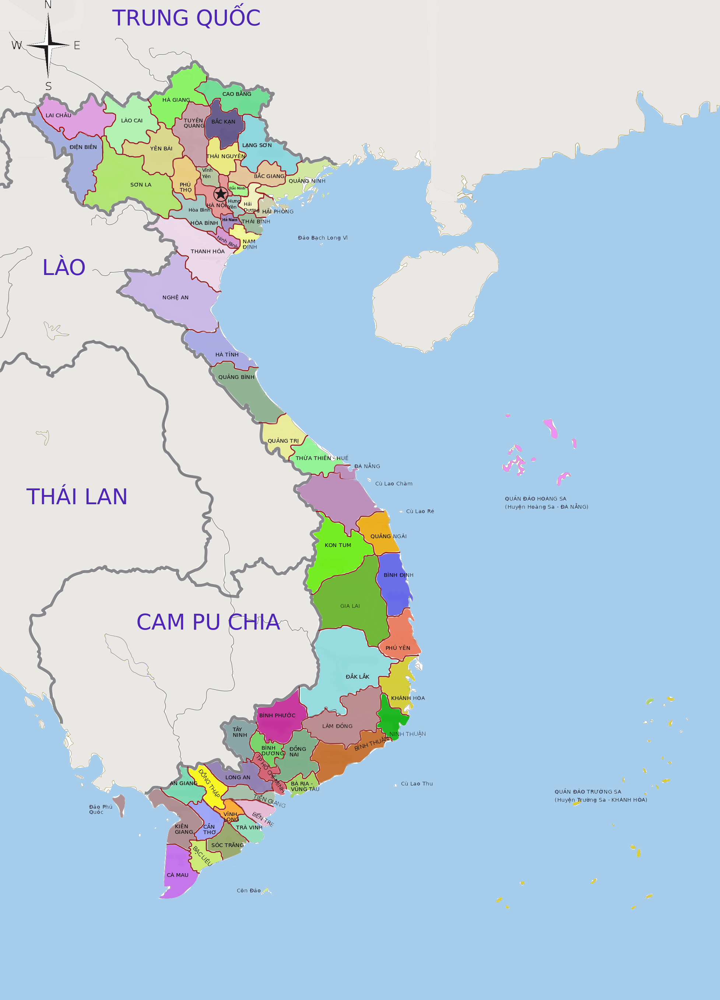 N
TRUNG QUỐC
W
E
S
CAO BẰNG
HÀ GIANG
LAI CHÂU
LÀO CAI
TUYÊN
QUANG
BẮC KẠN
ĐIỆN BIÊN
YÊN BÁI
LẠNG SƠN
THÁI NGUYÊN
Vĩnh
Yên
BẮC GIANG
QUẢNG NINH
SƠN LA
PHÚ
THỌ
Bắc Ninh
HÀ NỘI
Hưng
Yên
Hải
Dương
HẢI PHÒNG
Hòa Bình
HÒA BÌNH
Hà Nam
THÁI BÌNH
Ninh Bình
NAM
ĐỊNH
Đảo Bạch Long Vĩ
THANH HÓA
LÀO
NGHỆ AN
HÀ TĨNH
QUẢNG BÌNH
QUẢNG TRỊ
THỪA THIÊN - HUẾ
ĐÀ NẴNG
Cù Lao Chàm
THÁI LAN
QUẦN ĐẢO HOÀNG SA
(Huyện Hoàng Sa - ĐÀ NẴNG)
Cù Lao Ré
QUẢNG NGÃI
KON TUM
BÌNH ĐỊNH
GIA LAI
CAM PU CHIA
PHÚ YÊN
ĐẮK LẮK
KHÁNH HÒA
BÌNH PHƯỚC
LÂM ĐỒNG
TÂY
NINH
NINH THUẬN
BÌNH THUẬN
BÌNH
DƯƠNG
ĐỒNG
NAI
TP HỒ CHÍ MINH
LONG AN
ĐỒNG THÁP
AN GIANG
BÀ RỊA -
VŨNG TÀU
Cù Lao Thu
QUẦN ĐẢO TRƯỜNG SA
(Huyện Trường Sa - KHÁNH HÒA)
TIỀN GIANG
Đảo Phú
Quốc
VĨNH
LONG
BẾN TRE
KIÊN
GIANG
CẦN
THƠ
TRÀ VINH
SÓC TRĂNG
BẠC LIÊU
CÀ MAU
Côn Đảo